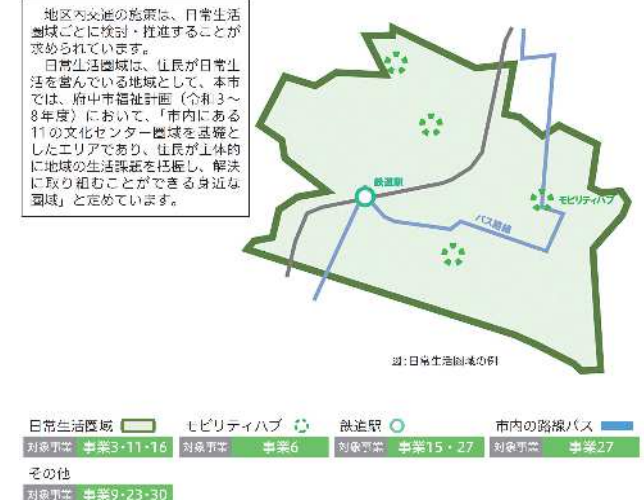 地区内交通の施策は、日常生活
圏域ごとに検討・推進することが
求められています。
日常生活圏域は、住民が日常生
活を営んでいる地域として、本市
では、府中市福祉計画（令和3～
8年度）において、「市内にある
11の文化センター圏域を基礎と
したエリアであり、住民が主体的
に地域の生活課題を把握し、解決
に取り組むことができる身近な
圏域」と定めています。
鉄道駅
モビリティハブ
バス路線
図：日常生活圏域の例
日常生活圏域 モビリティハブ 鉄道駅 市内の路線バス
対象事業 事業3・11・16 対象事業 事業6 対象事業 事業15・27 対象事業 事業27
その他
対象事業 事業9・23・30